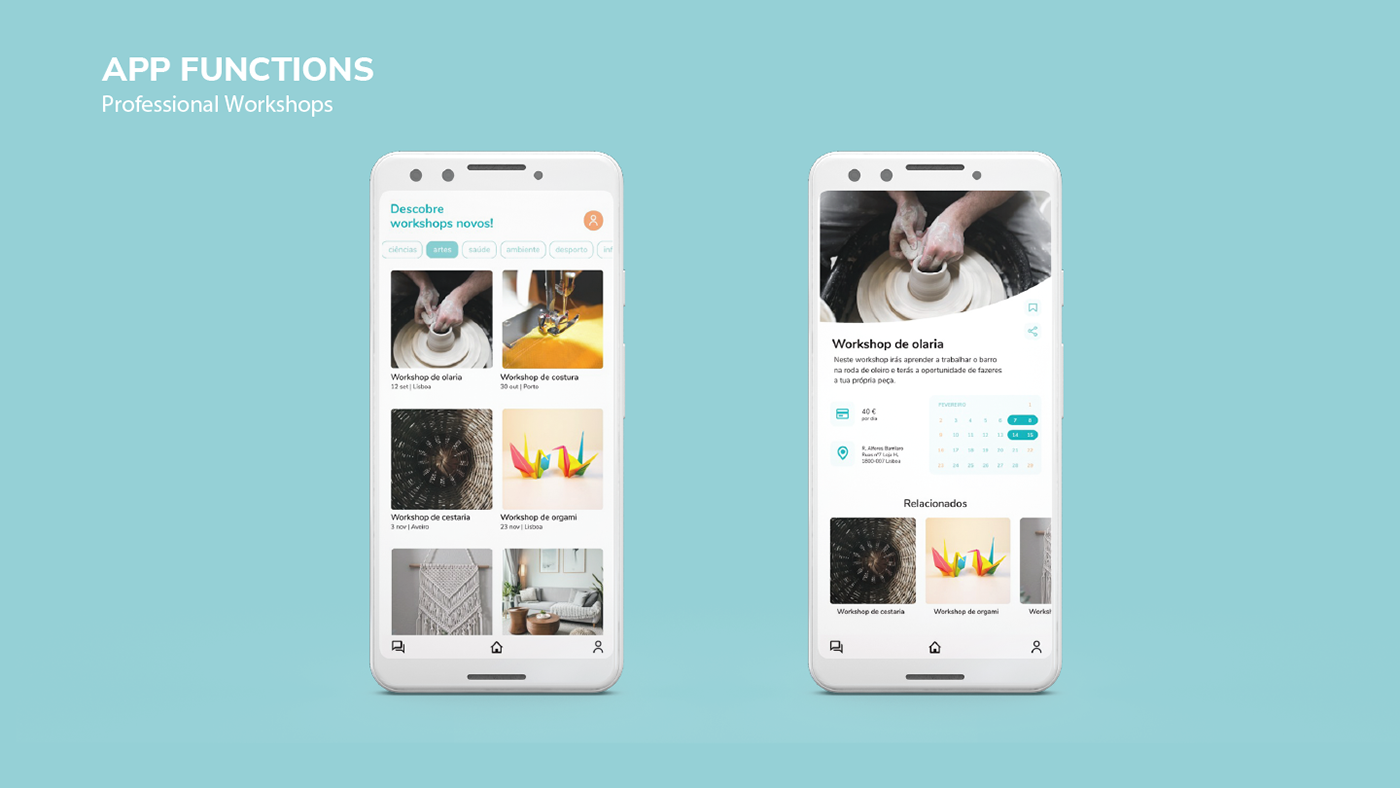 APP FUNCTIONS
Professional Workshops
Descobre
workshops novos!
ciências artes saúde ambiente desporto inf
Workshop de olaria
12 set | Lisboa
Workshop de costura
30 out | Porto
Workshop de cestaria
3 nov | Aveiro
Workshop de orgami
23 nov | Lisboa
Workshop de olaria
Neste workshop irás aprender a trabalhar o barro
na roda de oleiro e terás a oportunidade de fazeres
a tua própria peça.
40 €
por dia
R. Alferes Barrilaro
Ruas nº7 Loja H,
1800-007 Lisboa
FEVEREIRO 1
2 3 4 5 6 7 8
9 10 11 12 13 14 15
16 17 18 19 20 21 22
23 24 25 26 27 28 29
Relacionados
Workshop de cestaria
Workshop de orgami
Worksh